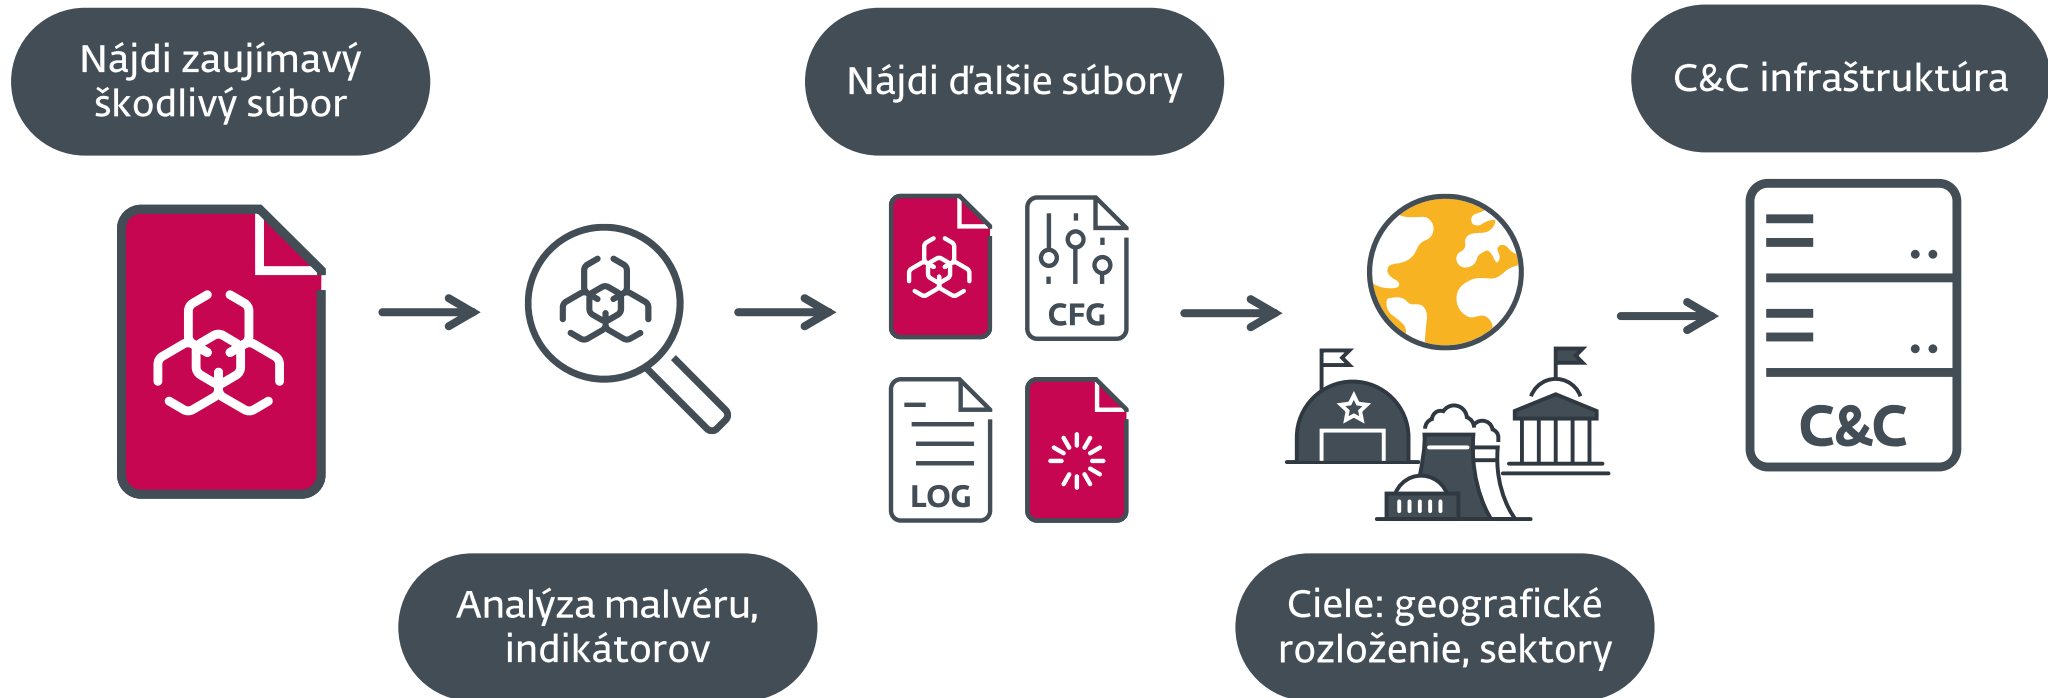 Nájdi zaujímavý
škodlivý súbor
Nájdi ďalšie súbory
C&C infraštruktúra
CFG
LOG
C&C
Analýza malvéru,
indikátorov
Ciele: geografické
rozloženie, sektory